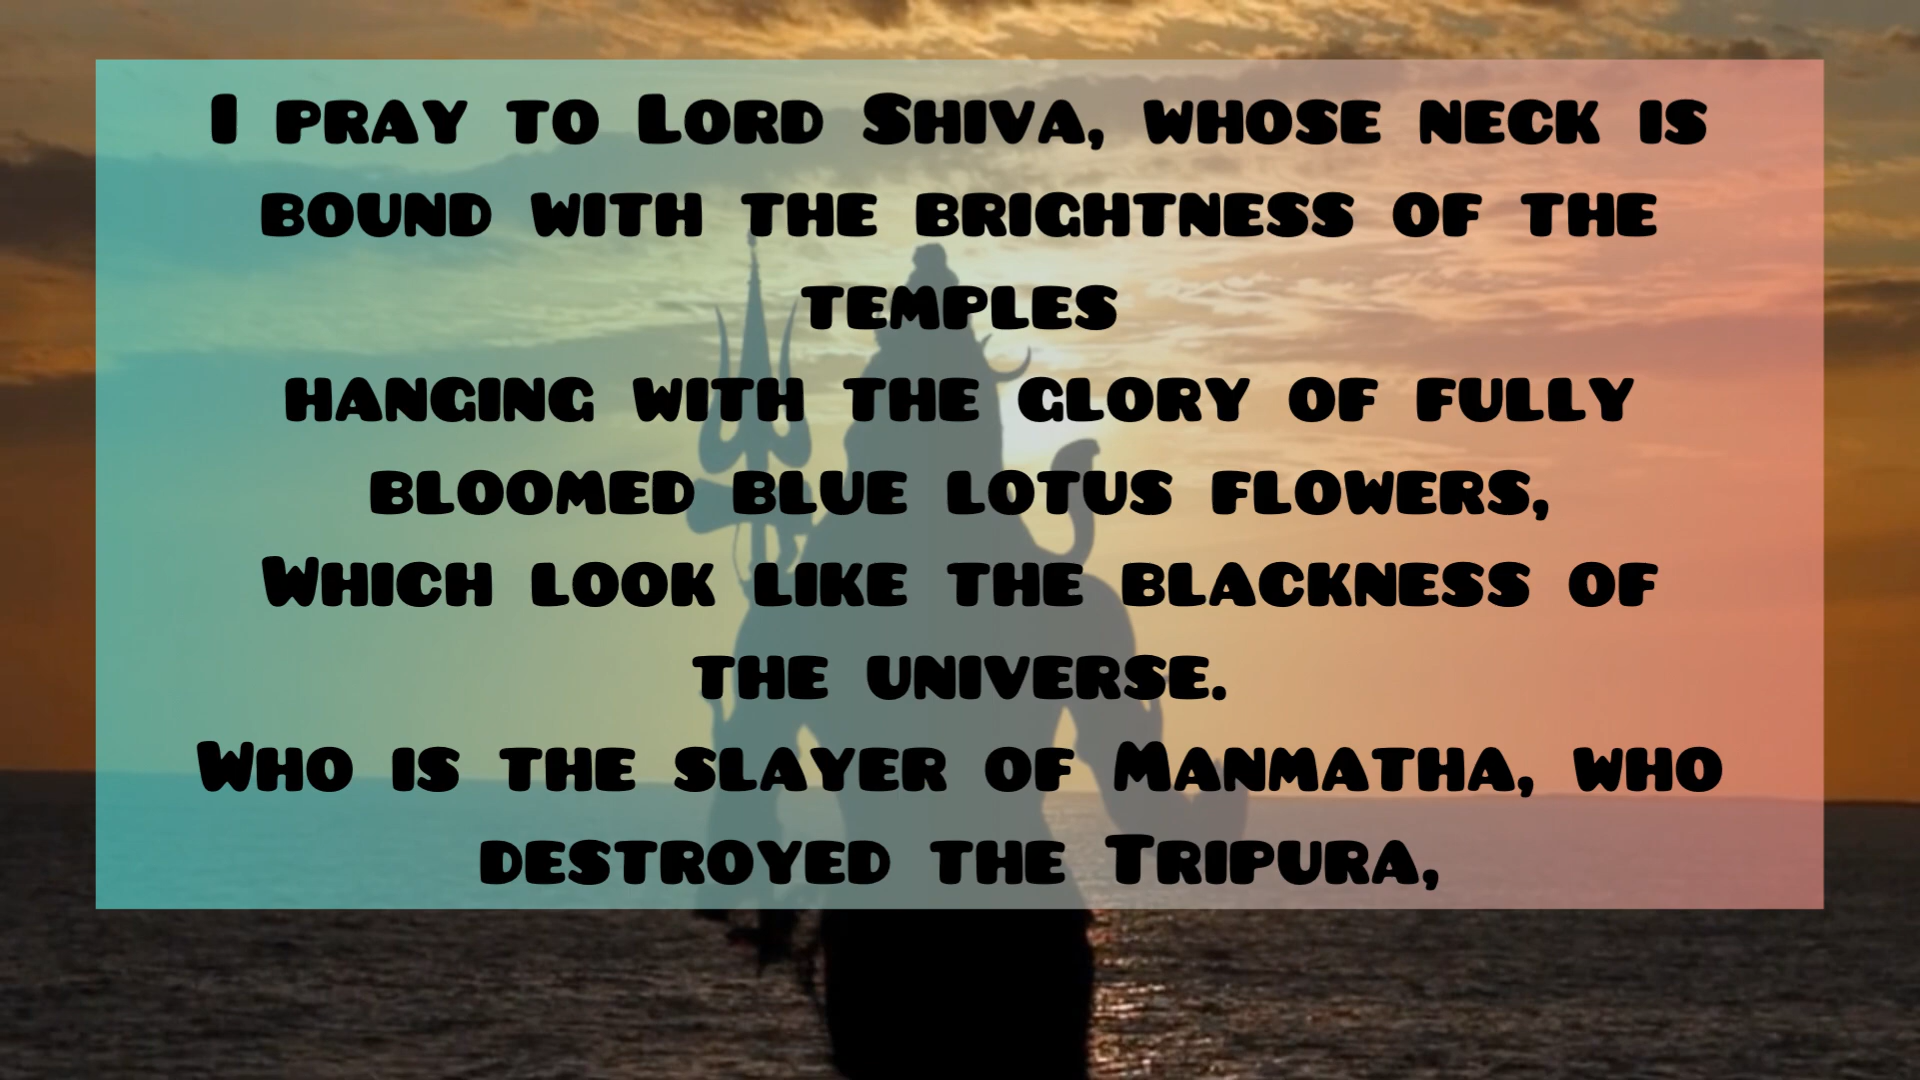 I pray to Lord Shiva, whose neck is
bound with the brightness of the
temples
hanging with the glory of fully
bloomed blue lotus flowers,
Which look like the blackness of
the universe.
Who is the slayer of Manmatha, who
destroyed the Tripura,